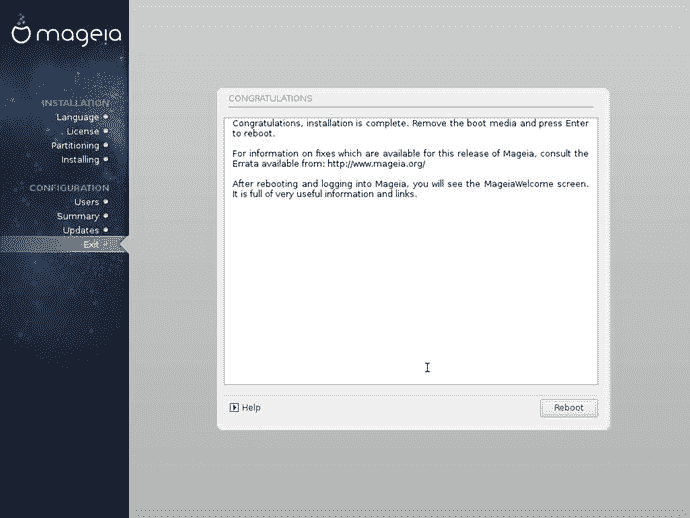 mageia
INSTALLATION
Language
License
Partitioning
Installing
CONFIGURATION
Users
Summary
Updates
Exit
CONGRATULATIONS
Congratulations, installation is complete. Remove the boot media and press Enter
to reboot.
For information on fixes which are available for this release of Mageia, consult the
Errata available from: http://www.mageia.org/
After rebooting and logging into Mageia, you will see the MageiaWelcome screen.
It is full of very useful information and links.
Help
Reboot